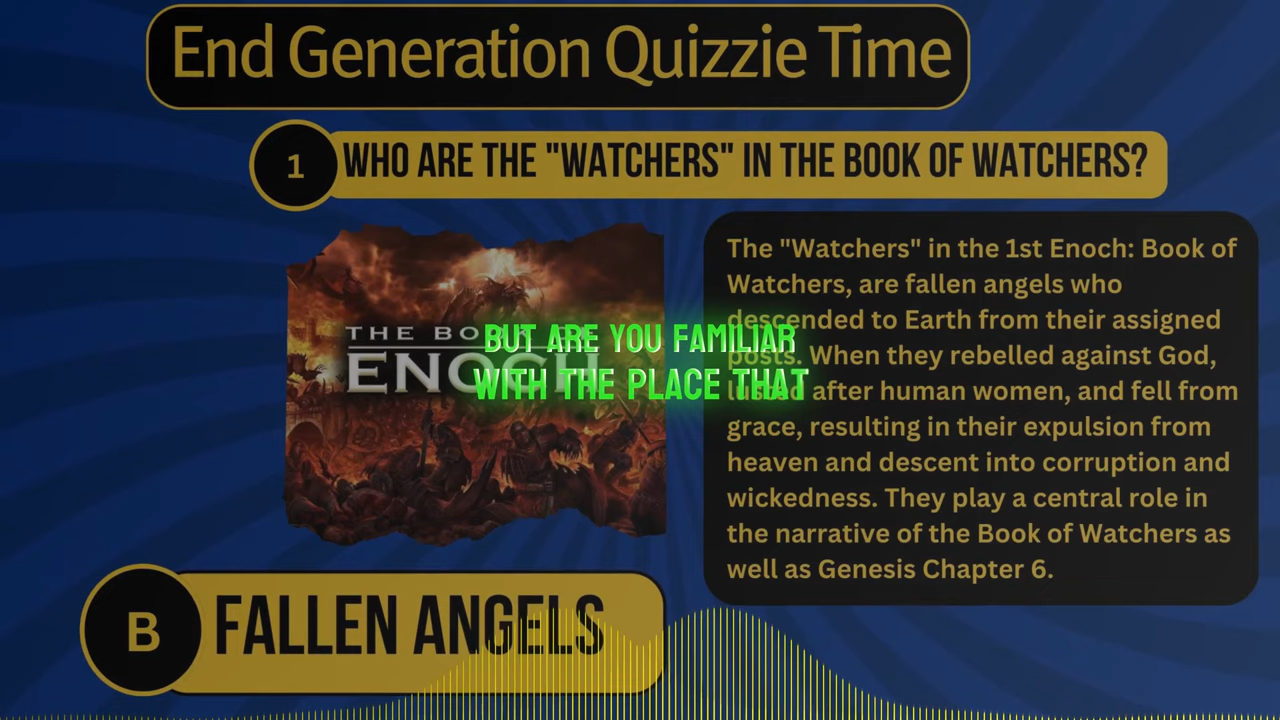 End Generation Quizzie Time
1
WHO ARE THE "WATCHERS" IN THE BOOK OF WATCHERS?
THE BOOK OF
ENOCH
The "Watchers" in the 1st Enoch: Book of
Watchers, are fallen angels who
descended to Earth from their assigned
posts. When they rebelled against God,
lusted after human women, and fell from
grace, resulting in their expulsion from
heaven and descent into corruption and
wickedness. They play a central role in
the narrative of the Book of Watchers as
well as Genesis Chapter 6.
BUT ARE YOU FAMILIAR
WITH THE PLACE THAT
B
FALLEN ANGELS